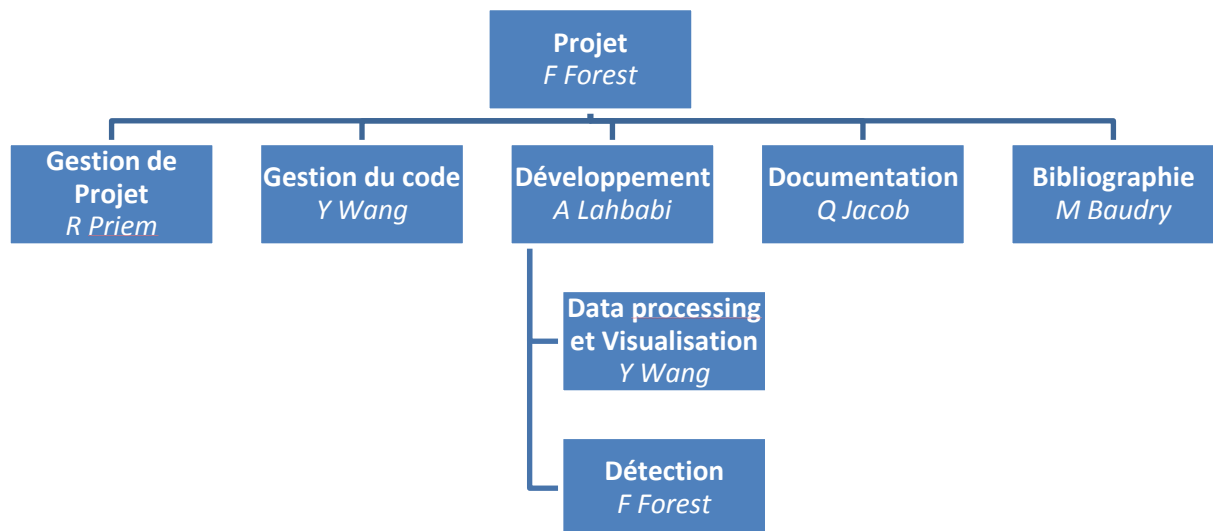 Projet
F Forest
Gestion de
Projet
R Priem
Gestion du code
Y Wang
Développement
A Lahbabi
Documentation
Q Jacob
Bibliographie
M Baudry
Data processing
et Visualisation
Y Wang
Détection
F Forest